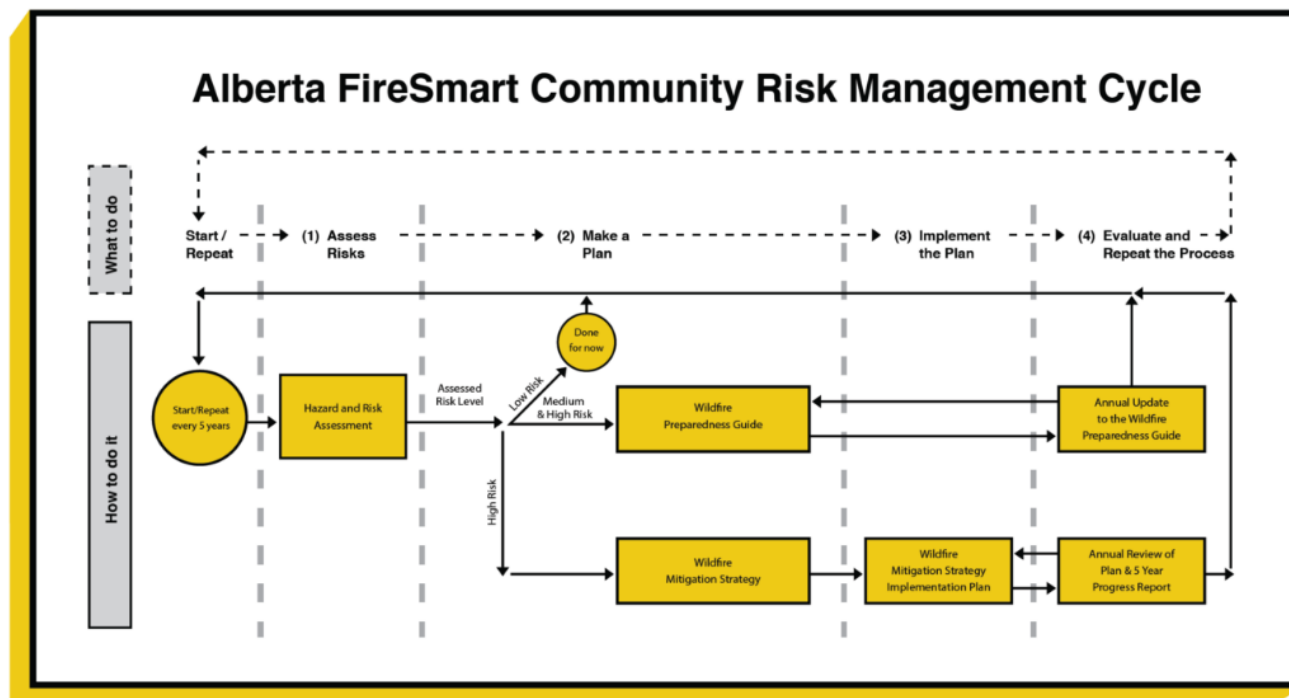 Alberta FireSmart Community Risk Management Cycle
What to do
Start /
Repeat
(1) Assess
Risks
(2) Make a
Plan
(3) Implement
the Plan
(4) Evaluate and
Repeat the Process
How to do it
Start/Repeat
every 5 years
Hazard and Risk
Assessment
Assessed
Risk Level
Low Risk
Done
for now
Medium
& High Risk
Wildfire
Preparedness Guide
Annual Update
to the Wildfire
Preparedness Guide
High Risk
Wildfire
Mitigation Strategy
Wildfire
Mitigation Strategy
Implementation Plan
Annual Review of
Plan & 5 Year
Progress Report